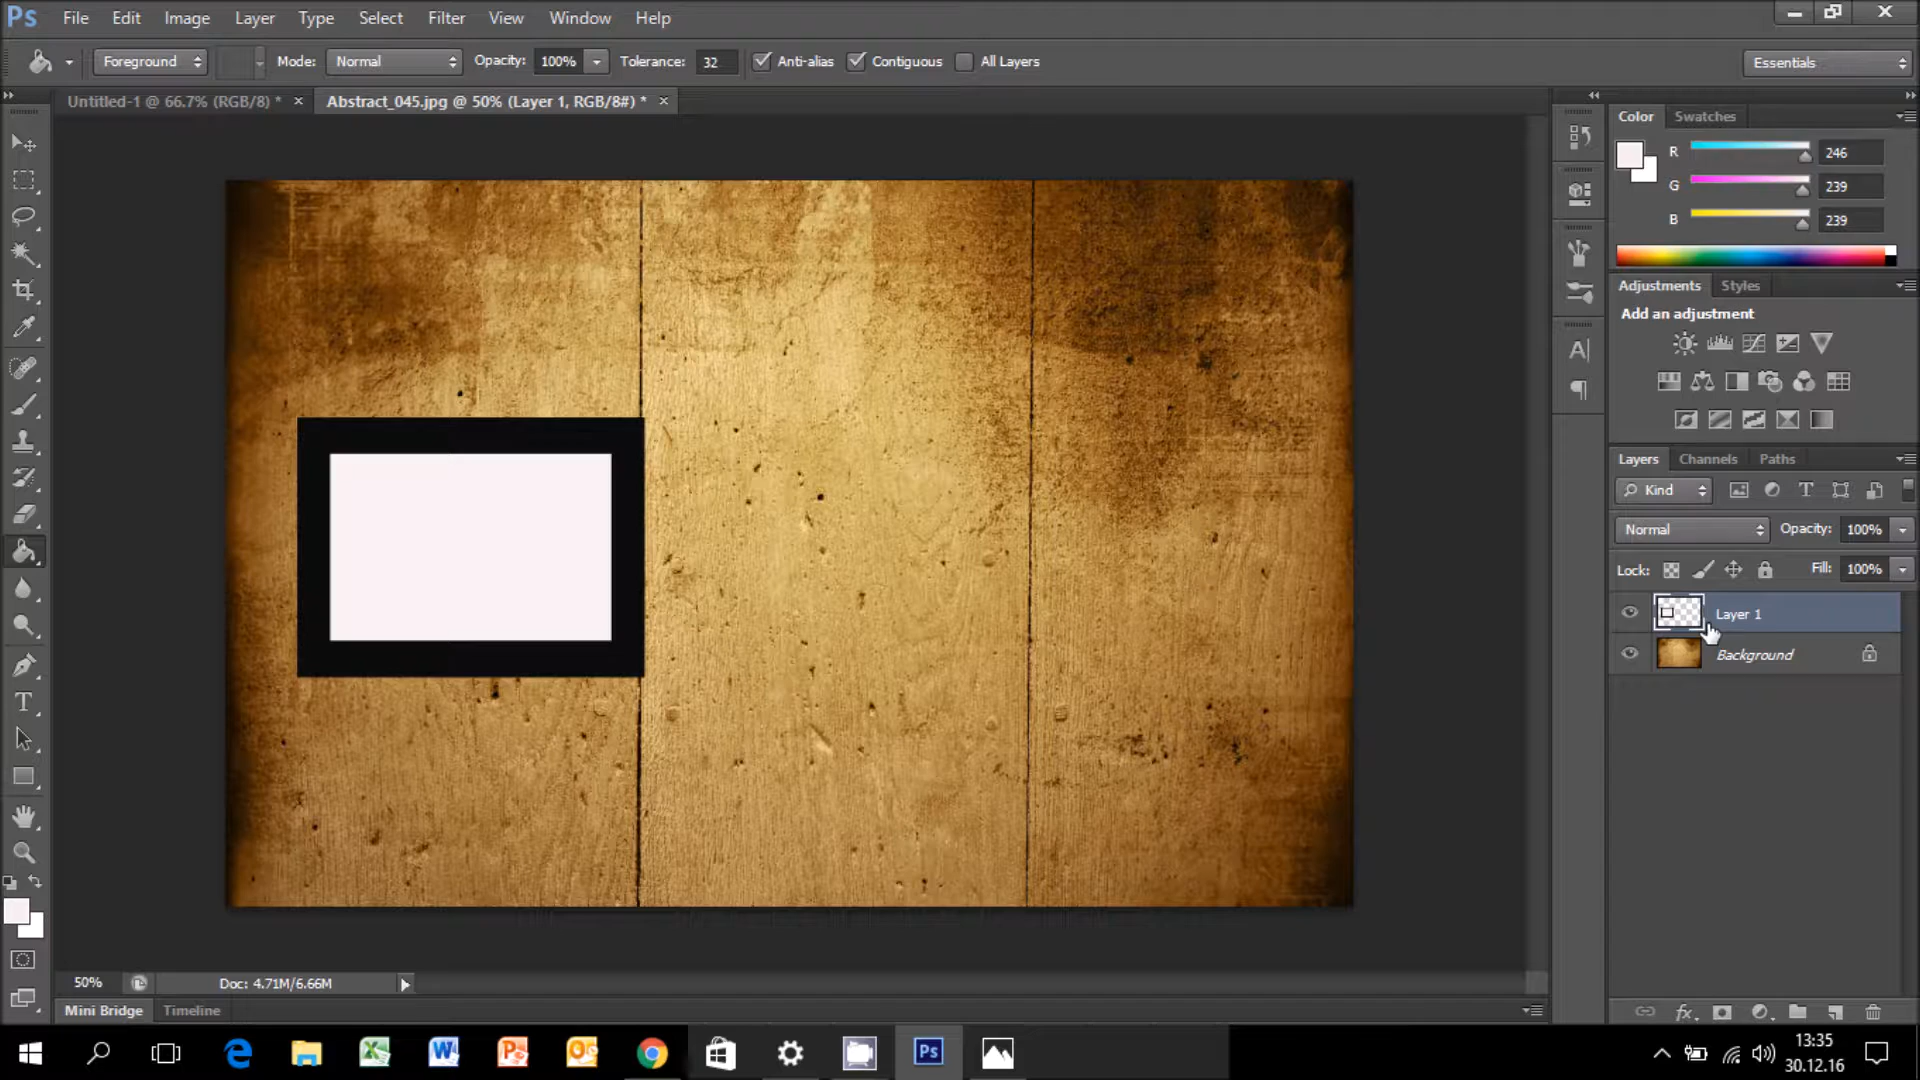 Ps File Edit Image Layer Type Select Filter View Window Help
Foreground Mode: Normal Opacity: 100% Tolerance: 32 Anti-alias Contiguous All Layers Essentials
Untitled-1 @ 66.7% (RGB/8) * × Abstract_045.jpg @ 50% (Layer 1, RGB/8#) * ×
Color Swatches
R 246
G 239
B 239
Adjustments Styles
Add an adjustment
Layers Channels Paths
Kind
Normal Opacity: 100%
Lock: Fill: 100%
Layer 1
Background
50% Doc: 4.71M/6.66M
Mini Bridge Timeline
13:35
30.12.16